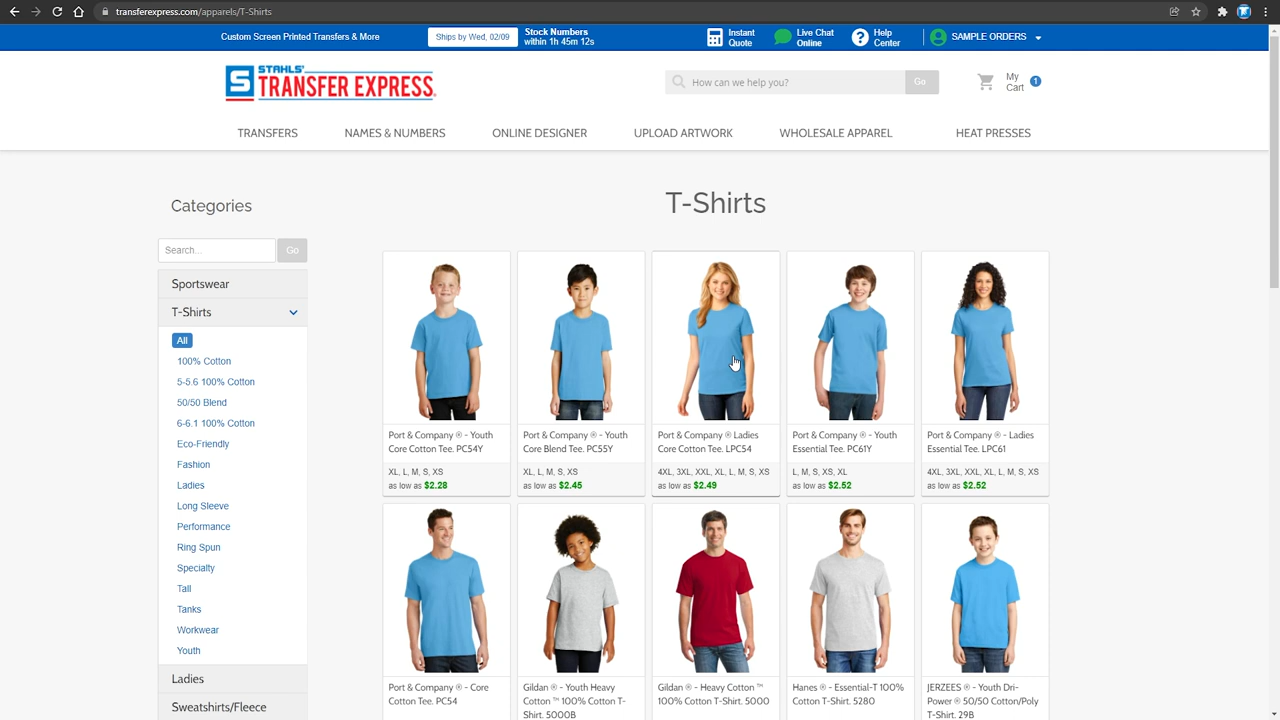 transferexpress.com/apparel/T-Shirts
Custom Screen Printed Transfers & More
Ships by Wed, 02/09
Stock Numbers
within 1h 45m 12s
Instant
Quote
Live Chat
Online
Help
Center
SAMPLE ORDERS
S STAHLS'
TRANSFER EXPRESS®
How can we help you?
Go
My
Cart
1
TRANSFERS
NAMES & NUMBERS
ONLINE DESIGNER
UPLOAD ARTWORK
WHOLESALE APPAREL
HEAT PRESSES
Categories
Search...
Go
Sportswear
T-Shirts
All
100% Cotton
5-5.6 100% Cotton
50/50 Blend
6-6.1 100% Cotton
Eco-Friendly
Fashion
Ladies
Long Sleeve
Performance
Ring Spun
Specialty
Tall
Tanks
Workwear
Youth
Ladies
Sweatshirts/Fleece
T-Shirts
Port & Company ® - Youth
Core Cotton Tee. PC54Y
XL, L, M, S, XS
as low as $2.28
Port & Company ® - Youth
Core Blend Tee. PC55Y
XL, L, M, S, XS
as low as $2.45
Port & Company ® Ladies
Core Cotton Tee. LPC54
4XL, 3XL, XXL, XL, L, M, S, XS
as low as $2.49
Port & Company ® - Youth
Essential Tee. PC61Y
L, M, S, XS, XL
as low as $2.52
Port & Company ® - Ladies
Essential Tee. LPC61
4XL, 3XL, XXL, XL, L, M, S, XS
as low as $2.52
Port & Company ® - Core
Cotton Tee. PC54
Gildan ® - Youth Heavy
Cotton ™ 100% Cotton T-
Shirt. 5000B
Gildan ® - Heavy Cotton ™
100% Cotton T-Shirt. 5000
Hanes ® - Essential-T 100%
Cotton T-Shirt. 5280
JERZEES ® - Youth Dri-
Power ® 50/50 Cotton/Poly
T-Shirt. 29B